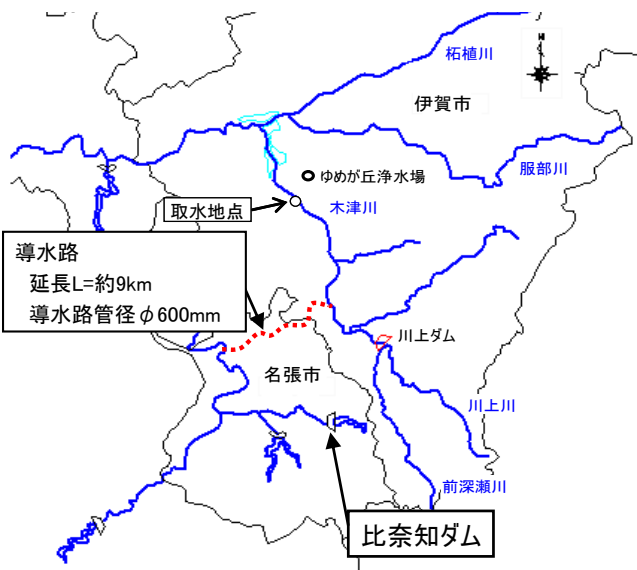 柘植川
伊賀市
服部川
ゆめが丘浄水場
取水地点
木津川
導水路
延長L=約9km
導水路管径φ600mm
川上ダム
名張市
川上川
前深瀬川
比奈知ダム